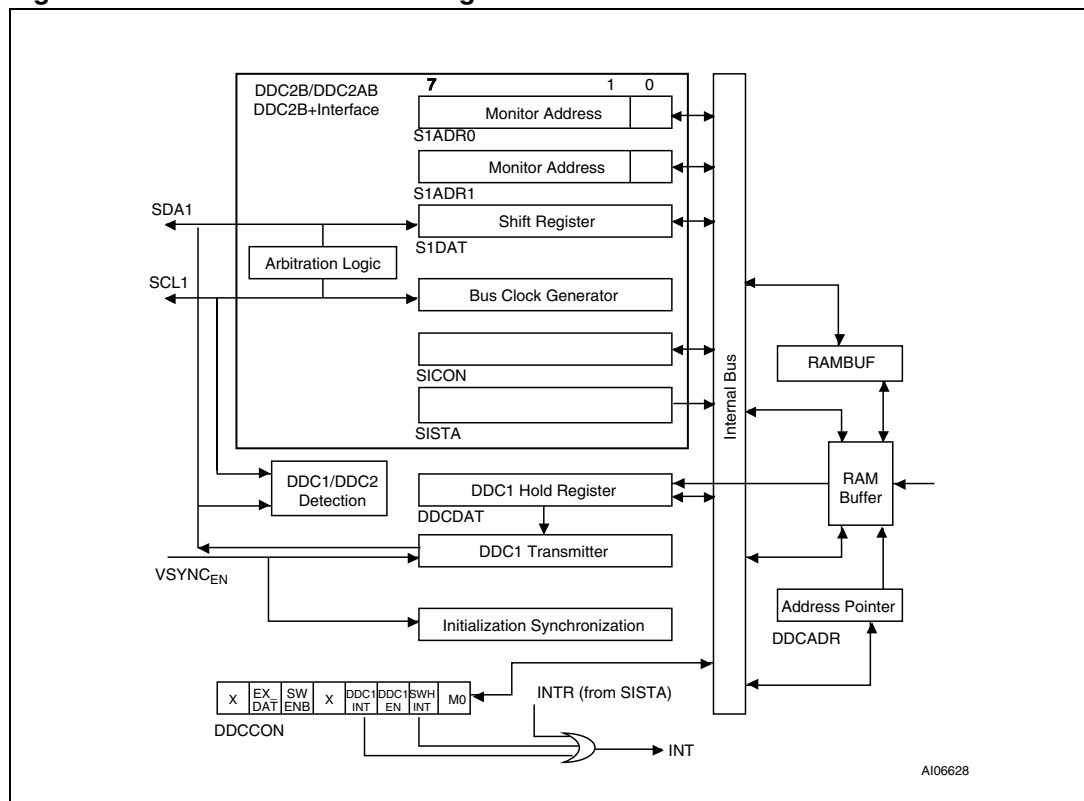 DDC2B/DDC2AB
DDC2B+Interface
7 1 0
Monitor Address
S1ADR0
Monitor Address
S1ADR1
SDA1
Shift Register
S1DAT
Arbitration Logic
SCL1
Bus Clock Generator
SICON
SISTA
Internal Bus
RAMBUF
RAM
Buffer
DDC1/DDC2
Detection
DDC1 Hold Register
DDCDAT
DDC1 Transmitter
VSYNCEN
Address Pointer
DDCADR
Initialization Synchronization
X EX_DAT SW ENB X DDC1 INT DDC1 EN SWH INT M0
DDCCON
INTR (from SISTA)
INT
AI06628